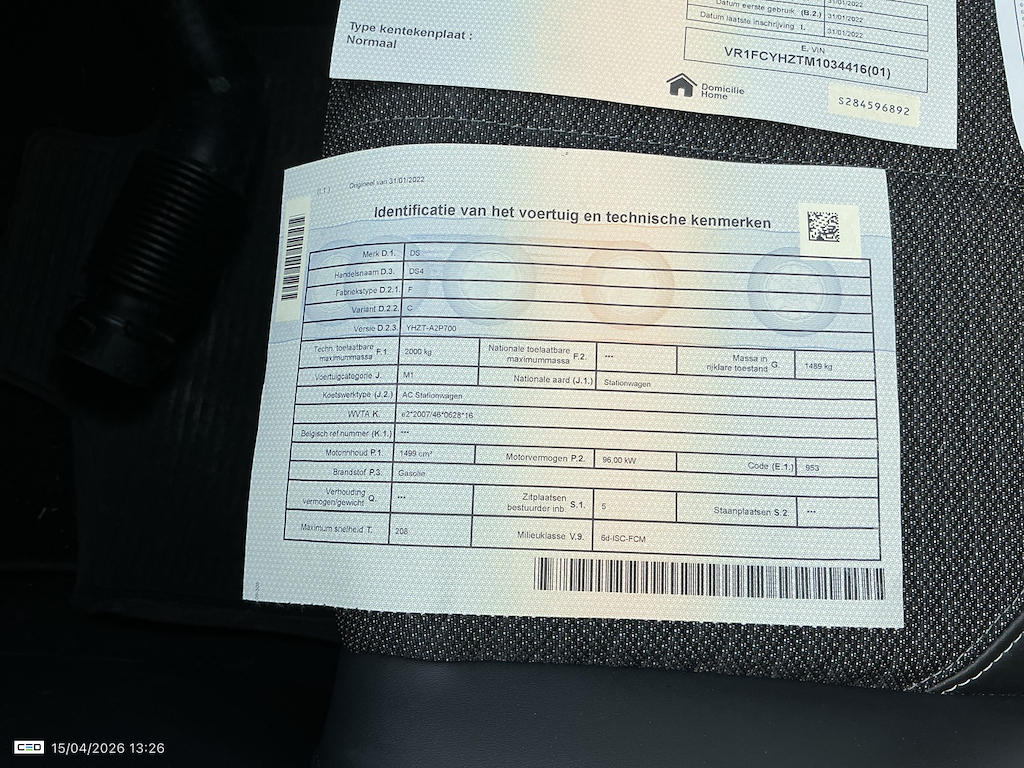 Datum eerste gebruik (B.2.) 31/01/2022
Datum laatste inschrijving I. 31/01/2022
Type kentekenplaat :
Normaal
E. VIN
VR1FCYHZTM1034416(01)
Domicilie
Home
S284596892
(1.1.) Origineel van 31/01/2022
Identificatie van het voertuig en technische kenmerken
Merk D.1. DS
Handelsnaam D.3. DS4
Fabriekstype D.2.1. F
Variant D.2.2. C
Versie D.2.3. YHZT-A2P700
Techn. toelaatbare maximummassa F.1. 2000 kg Nationale toelaatbare maximummassa F.2. *** Massa in rijklare toestand G. 1489 kg
Voertuigcategorie J. M1 Nationale aard (J.1.) Stationwagen
Koetswerktype (J.2.) AC Stationwagen
WVTA K. e2*2007/46*0628*16
Belgisch ref.nummer (K.1.) ***
Motorinhoud P.1. 1499 cm³ Motorvermogen P.2. 96,00 kW Code (E.1.) 953
Brandstof P.3. Gasolie
Verhouding vermogen/gewicht Q. *** Zitplaatsen bestuurder inb. S.1. 5 Staanplaatsen S.2. ***
Maximum snelheid T. 208 Milieuklasse V.9. 6d-ISC-FCM
CEO 15/04/2026 13:26